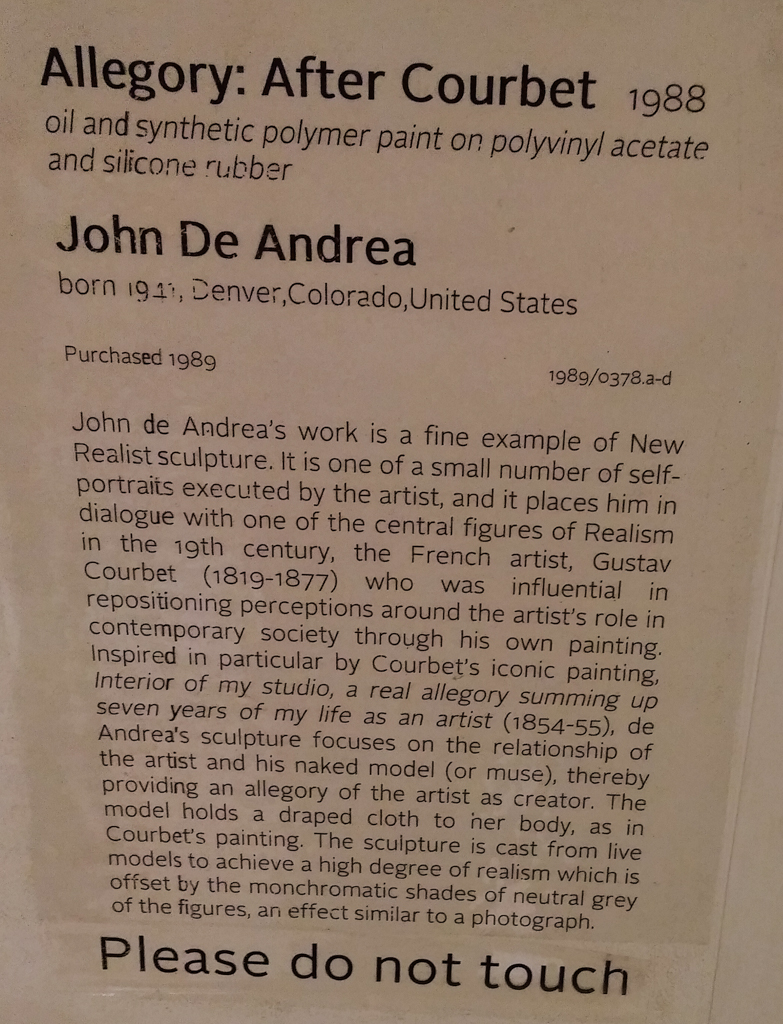 Allegory: After Courbet 1988
oil and synthetic polymer paint on polyvinyl acetate
and silicone rubber
John De Andrea
born 1941, Denver,Colorado,United States
Purchased 1989 1989/0378.a-d
John de Andrea's work is a fine example of New
Realist sculpture. It is one of a small number of self-
portraits executed by the artist, and it places him in
dialogue with one of the central figures of Realism
in the 19th century, the French artist, Gustav
Courbet (1819-1877) who was influential in
repositioning perceptions around the artist's role in
contemporary society through his own painting.
Inspired in particular by Courbet's iconic painting,
Interior of my studio, a real allegory summing up
seven years of my life as an artist (1854-55), de
Andrea's sculpture focuses on the relationship of
the artist and his naked model (or muse), thereby
providing an allegory of the artist as creator. The
model holds a draped cloth to her body, as in
Courbet's painting. The sculpture is cast from live
models to achieve a high degree of realism which is
offset by the monchromatic shades of neutral grey
of the figures, an effect similar to a photograph.
Please do not touch